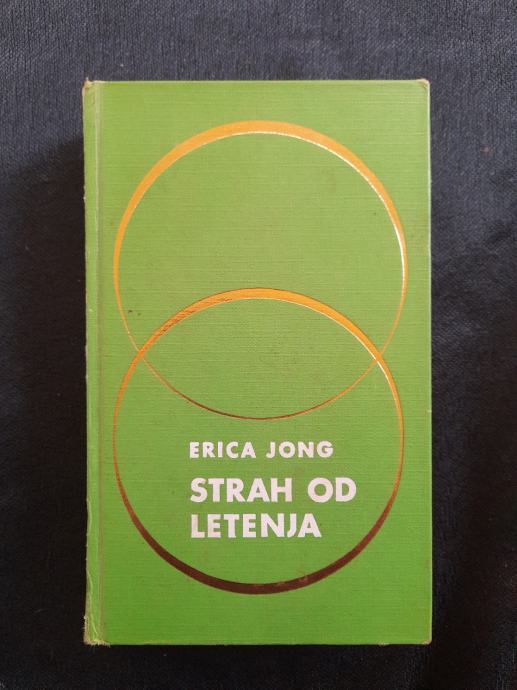 ERICA JONG
STRAH OD
LETENJA